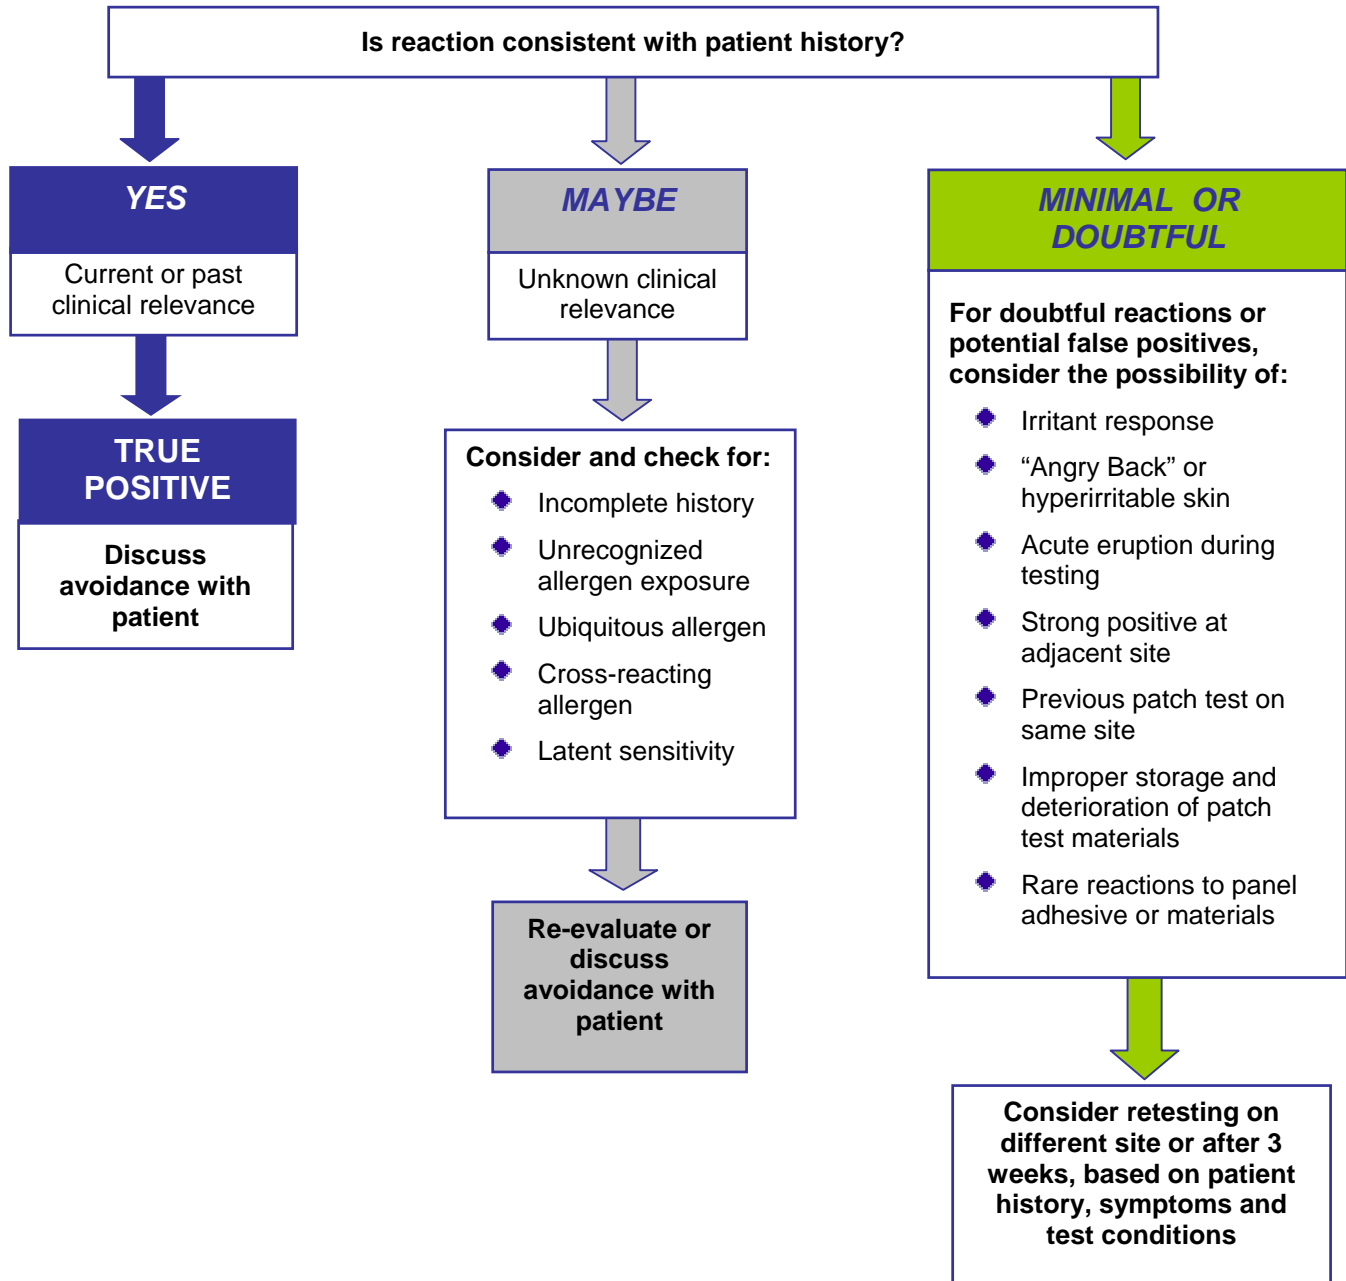 Is reaction consistent with patient history?
YES
Current or past
clinical relevance
TRUE
POSITIVE
Discuss
avoidance with
patient
MAYBE
Unknown clinical
relevance
Consider and check for:
Incomplete history
Unrecognized
allergen exposure
Ubiquitous allergen
Cross-reacting
allergen
Latent sensitivity
Re-evaluate or
discuss
avoidance with
patient
MINIMAL OR
DOUBTFUL
For doubtful reactions or
potential false positives,
consider the possibility of:
Irritant response
“Angry Back” or
hyperirritable skin
Acute eruption during
testing
Strong positive at
adjacent site
Previous patch test on
same site
Improper storage and
deterioration of patch
test materials
Rare reactions to panel
adhesive or materials
Consider retesting on
different site or after 3
weeks, based on patient
history, symptoms and
test conditions